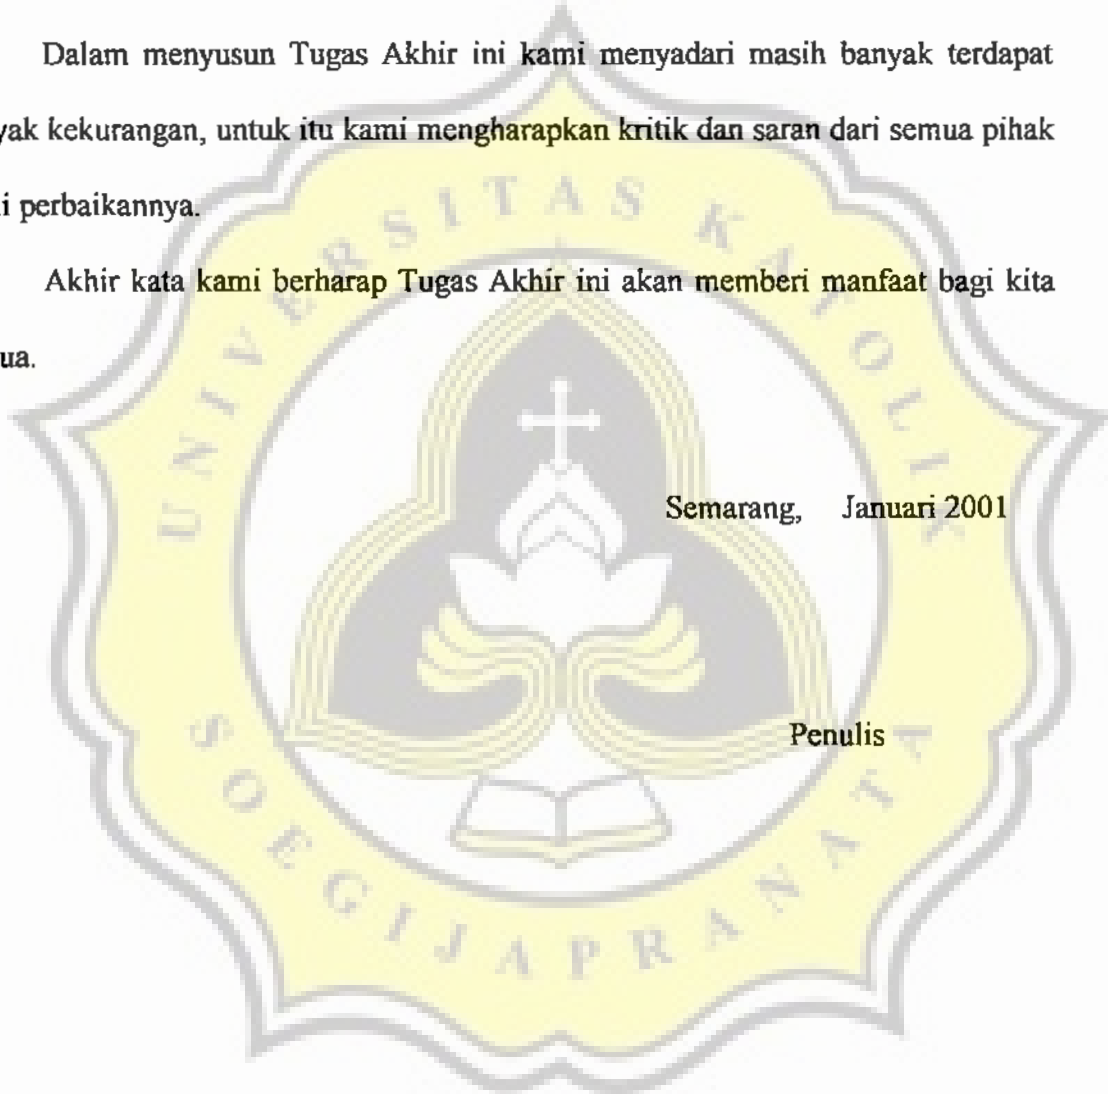 Dalam menyusun Tugas Akhir ini kami menyadari masih banyak terdapat
yak kekurangan, untuk itu kami mengharapkan kritik dan saran dari semua pihak
i perbaikannya.
Akhir kata kami berharap Tugas Akhir ini akan memberi manfaat bagi kita
ua.
Semarang, Januari 2001
Penulis
UNIVERSITAS KATOLIK
SOEGIJAPRANATA